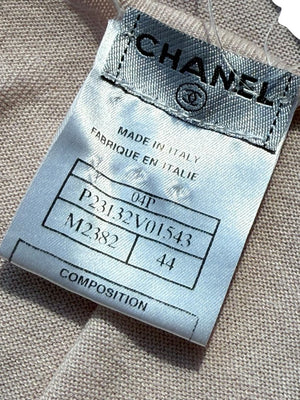 CHANEL
MADE IN ITALY
FABRIQUE EN ITALIE
04P
P23132V01543
M2382 44
COMPOSITION